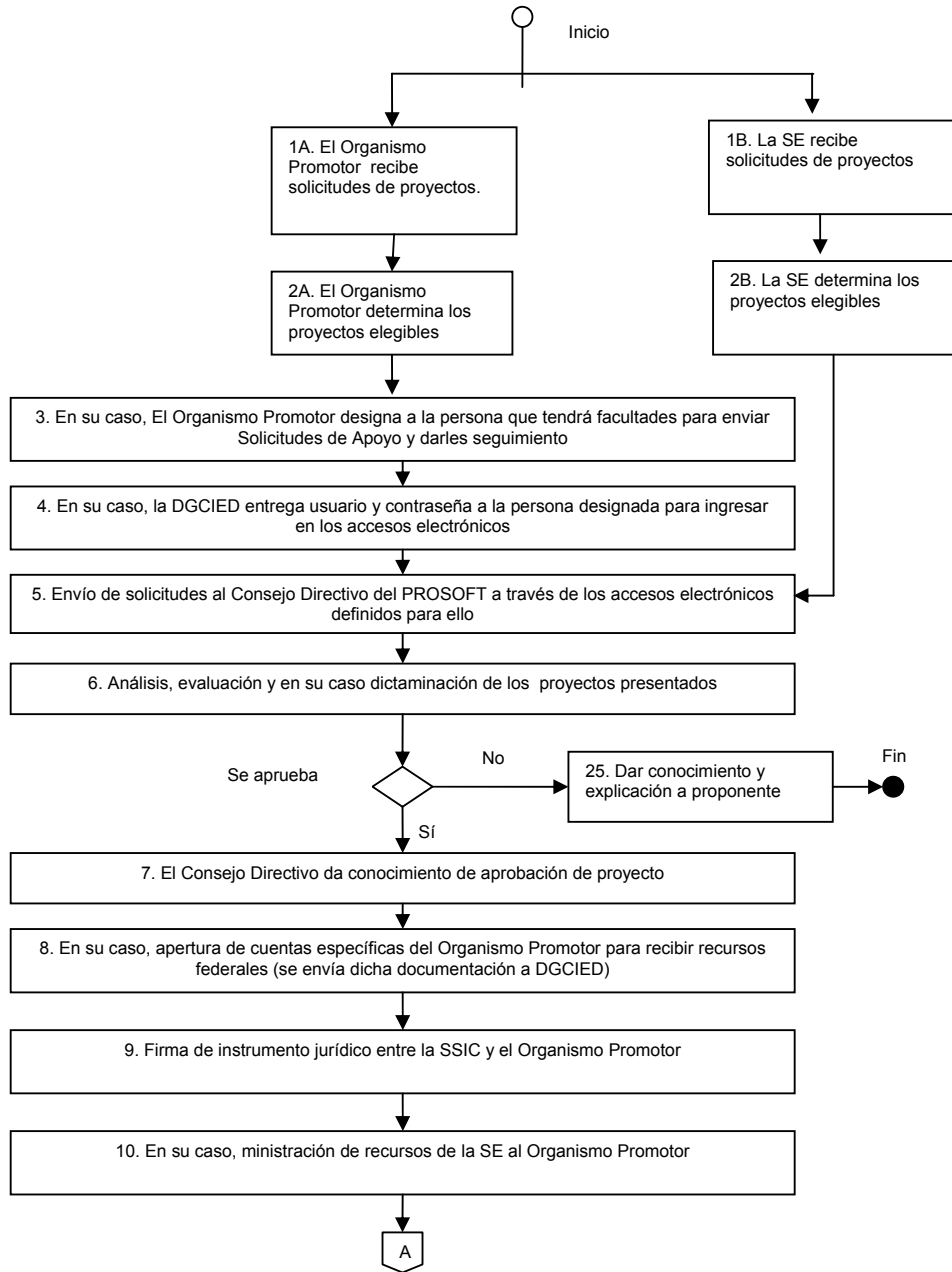 Inicio
1A. El Organismo
Promotor recibe
solicitudes de proyectos.
1B. La SE recibe
solicitudes de proyectos
2A. El Organismo
Promotor determina los
proyectos elegibles
2B. La SE determina los
proyectos elegibles
3. En su caso, El Organismo Promotor designa a la persona que tendrá facultades para enviar
Solicitudes de Apoyo y darles seguimiento
4. En su caso, la DGCIED entrega usuario y contraseña a la persona designada para ingresar
en los accesos electrónicos
5. Envío de solicitudes al Consejo Directivo del PROSOFT a través de los accesos electrónicos
definidos para ello
6. Análisis, evaluación y en su caso dictaminación de los proyectos presentados
Se aprueba
No
25. Dar conocimiento y
explicación a proponente
Fin
Sí
7. El Consejo Directivo da conocimiento de aprobación de proyecto
8. En su caso, apertura de cuentas específicas del Organismo Promotor para recibir recursos
federales (se envía dicha documentación a DGCIED)
9. Firma de instrumento jurídico entre la SSIC y el Organismo Promotor
10. En su caso, ministración de recursos de la SE al Organismo Promotor
A